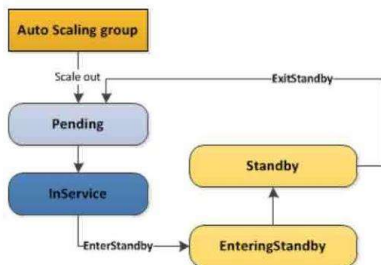 Auto Scaling group
Scale out
ExitStandby
Pending
Standby
InService
EnterStandby
EnteringStandby